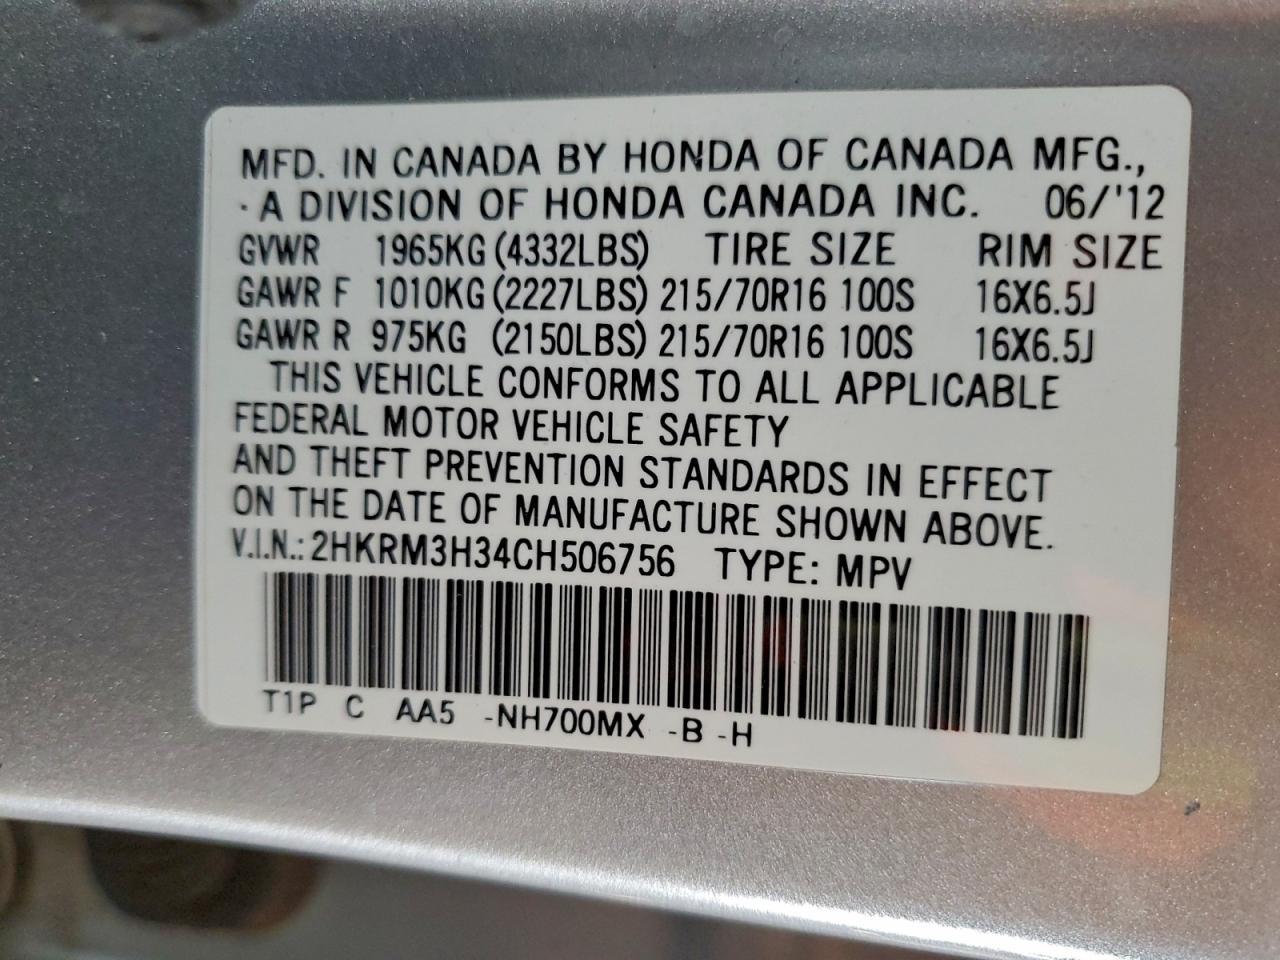 MFD. IN CANADA BY HONDA OF CANADA MFG.,
· A DIVISION OF HONDA CANADA INC. 06/'12
GVWR 1965KG (4332LBS) TIRE SIZE RIM SIZE
GAWR F 1010KG (2227LBS) 215/70R16 100S 16X6.5J
GAWR R 975KG (2150LBS) 215/70R16 100S 16X6.5J
THIS VEHICLE CONFORMS TO ALL APPLICABLE
FEDERAL MOTOR VEHICLE SAFETY
AND THEFT PREVENTION STANDARDS IN EFFECT
ON THE DATE OF MANUFACTURE SHOWN ABOVE.
V.I.N.: 2HKRM3H34CH506756 TYPE: MPV
T1P C AA5 -NH700MX -B -H